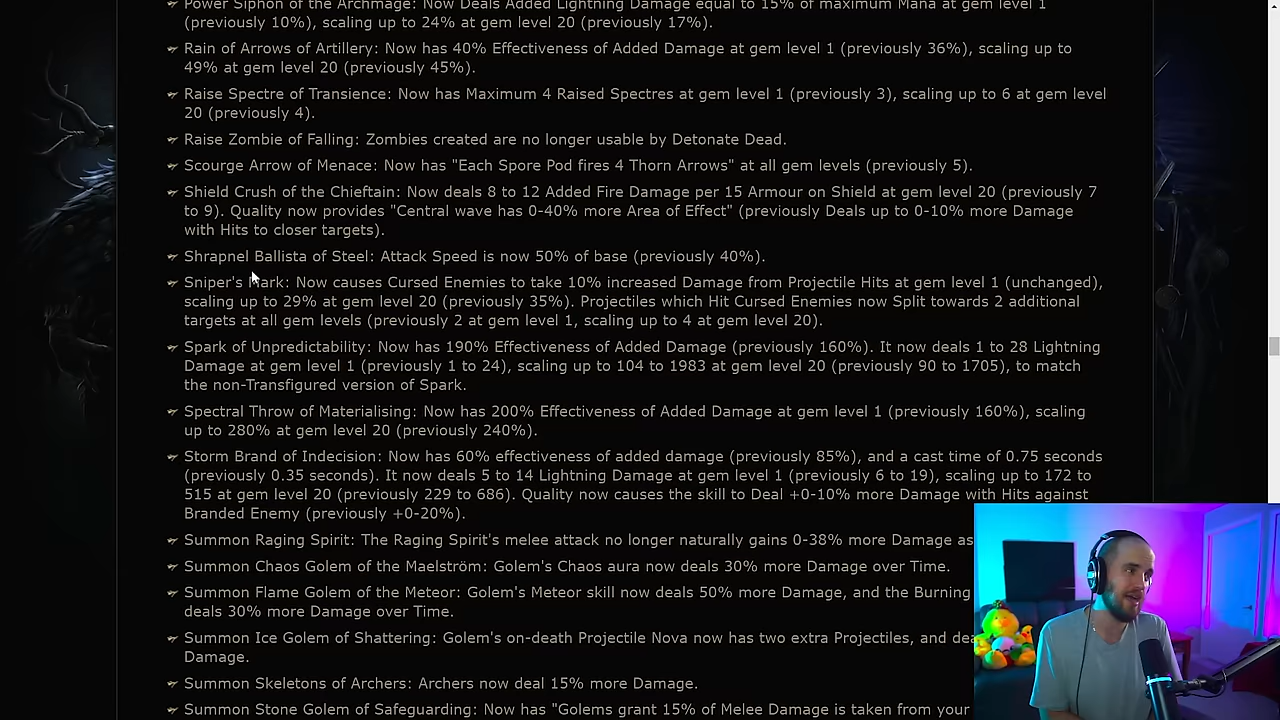 Power Siphon of the Archmage: Now Deals Added Lightning Damage equal to 15% of maximum Mana at gem level 1
(previously 10%), scaling up to 24% at gem level 20 (previously 17%).
Rain of Arrows of Artillery: Now has 40% Effectiveness of Added Damage at gem level 1 (previously 36%), scaling up to
49% at gem level 20 (previously 45%).
Raise Spectre of Transience: Now has Maximum 4 Raised Spectres at gem level 1 (previously 3), scaling up to 6 at gem level
20 (previously 4).
Raise Zombie of Falling: Zombies created are no longer usable by Detonate Dead.
Scourge Arrow of Menace: Now has "Each Spore Pod fires 4 Thorn Arrows" at all gem levels (previously 5).
Shield Crush of the Chieftain: Now deals 8 to 12 Added Fire Damage per 15 Armour on Shield at gem level 20 (previously 7
to 9). Quality now provides "Central wave has 0-40% more Area of Effect" (previously Deals up to 0-10% more Damage
with Hits to closer targets).
Shrapnel Ballista of Steel: Attack Speed is now 50% of base (previously 40%).
Sniper's Mark: Now causes Cursed Enemies to take 10% increased Damage from Projectile Hits at gem level 1 (unchanged),
scaling up to 29% at gem level 20 (previously 35%). Projectiles which Hit Cursed Enemies now Split towards 2 additional
targets at all gem levels (previously 2 at gem level 1, scaling up to 4 at gem level 20).
Spark of Unpredictability: Now has 190% Effectiveness of Added Damage (previously 160%). It now deals 1 to 28 Lightning
Damage at gem level 1 (previously 1 to 24), scaling up to 104 to 1983 at gem level 20 (previously 90 to 1705), to match
the non-Transfigured version of Spark.
Spectral Throw of Materialising: Now has 200% Effectiveness of Added Damage at gem level 1 (previously 160%), scaling
up to 280% at gem level 20 (previously 240%).
Storm Brand of Indecision: Now has 60% effectiveness of added damage (previously 85%), and a cast time of 0.75 seconds
(previously 0.35 seconds). It now deals 5 to 14 Lightning Damage at gem level 1 (previously 6 to 19), scaling up to 172 to
515 at gem level 20 (previously 229 to 686). Quality now causes the skill to Deal +0-10% more Damage with Hits against
Branded Enemy (previously +0-20%).
Summon Raging Spirit: The Raging Spirit's melee attack no longer naturally gains 0-38% more Damage as
Summon Chaos Golem of the Maelström: Golem's Chaos aura now deals 30% more Damage over Time.
Summon Flame Golem of the Meteor: Golem's Meteor skill now deals 50% more Damage, and the Burning
deals 30% more Damage over Time.
Summon Ice Golem of Shattering: Golem's on-death Projectile Nova now has two extra Projectiles, and
Damage.
Summon Skeletons of Archers: Archers now deal 15% more Damage.
Summon Stone Golem of Safeguarding: Now has "Golems grant 15% of Melee Damage is taken from your